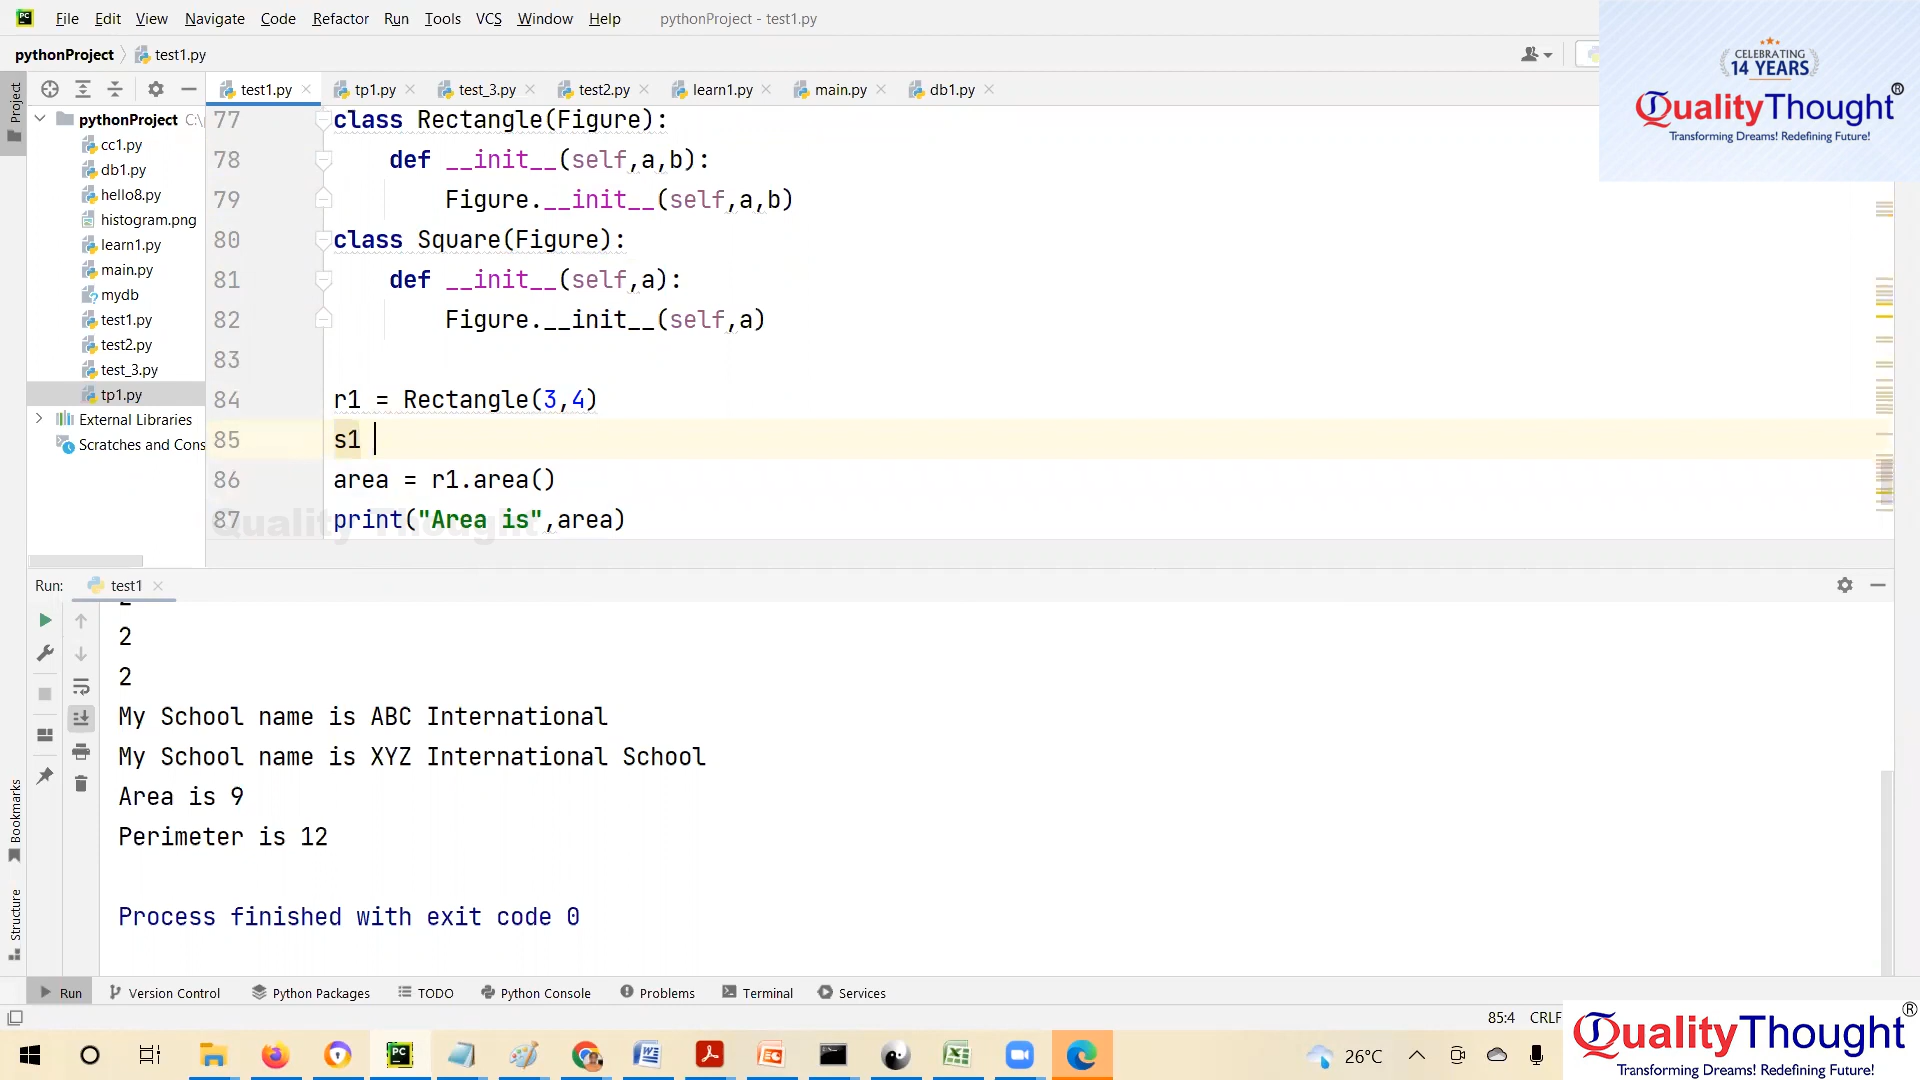 File Edit View Navigate Code Refactor Run Tools VCS Window Help pythonProject - test1.py
pythonProject test1.py
CELEBRATING
14 YEARS
QualityThought ®
Transforming Dreams! Redefining Future!
Project
test1.py tp1.py test_3.py test2.py learn1.py main.py db1.py
pythonProject C:\
cc1.py
db1.py
hello8.py
histogram.png
learn1.py
main.py
mydb
test1.py
test2.py
test_3.py
tp1.py
External Libraries
Scratches and Cons
77 class Rectangle(Figure):
78 def __init__(self,a,b):
79 Figure.__init__(self,a,b)
80 class Square(Figure):
81 def __init__(self,a):
82 Figure.__init__(self,a)
83
84 r1 = Rectangle(3,4)
85 s1
86 area = r1.area()
87 print("Area is",area)
Quality Thought
Run: test1
2
2
My School name is ABC International
My School name is XYZ International School
Area is 9
Perimeter is 12
Process finished with exit code 0
Bookmarks
Structure
Run Version Control Python Packages TODO Python Console Problems Terminal Services
85:4 CRLF
26°C
QualityThought ®
Transforming Dreams! Redefining Future!